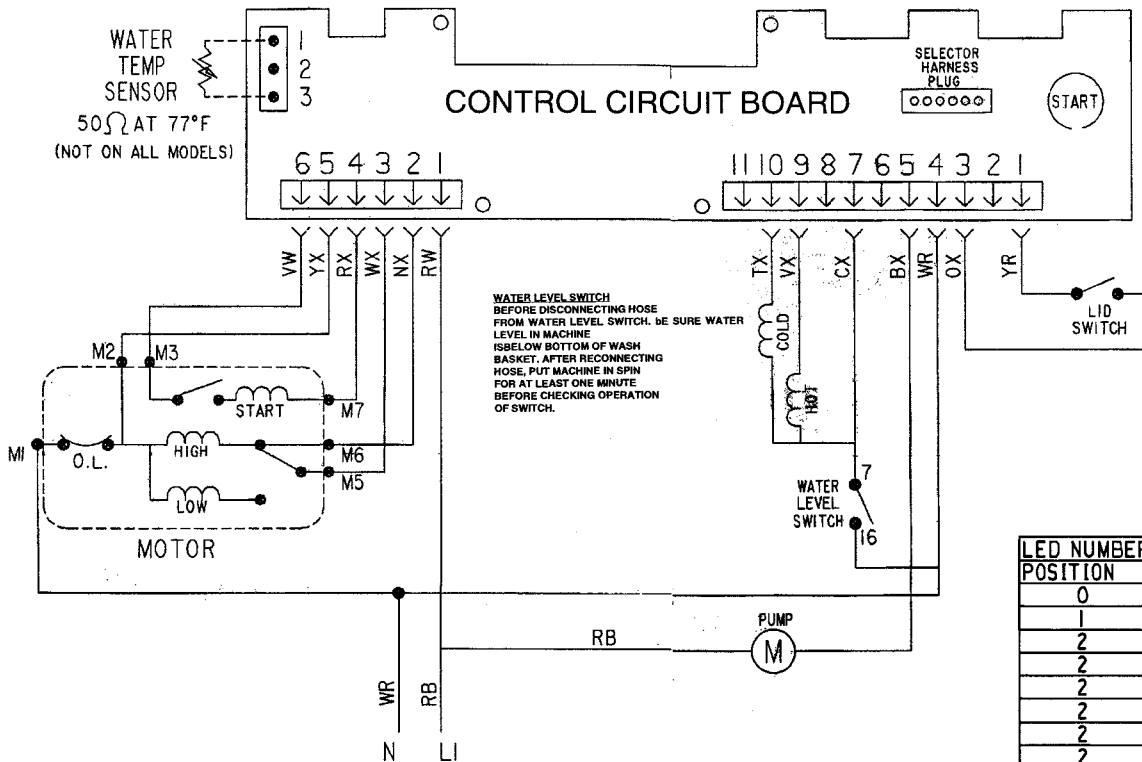 WATER
TEMP
SENSOR
50Ω AT 77°F
(NOT ON ALL MODELS)
1
2
3
CONTROL CIRCUIT BOARD
SELECTOR
HARNESS
PLUG
START
6 5 4 3 2 1
11 10 9 8 7 6 5 4 3 2 1
VW YX RX WX NX RW
TX VX CX BX WR OX YR
LID
SWITCH
WATER LEVEL SWITCH
BEFORE DISCONNECTING HOSE
FROM WATER LEVEL SWITCH. bE SURE WATER
LEVEL IN MACHINE
ISBELOW BOTTOM OF WASH
BASKET. AFTER RECONNECTING
HOSE, PUT MACHINE IN SPIN
FOR AT LEAST ONE MINUTE
BEFORE CHECKING OPERATION
OF SWITCH.
COLD
HOT
M2 M3
START
M7
M1
O.L.
HIGH
M6
M5
LOW
MOTOR
7
WATER
LEVEL
SWITCH
16
PUMP
M
RB
WR
RB
N L1
LED NUMBER
POSITION
0
1
2
2
2
2
2
2